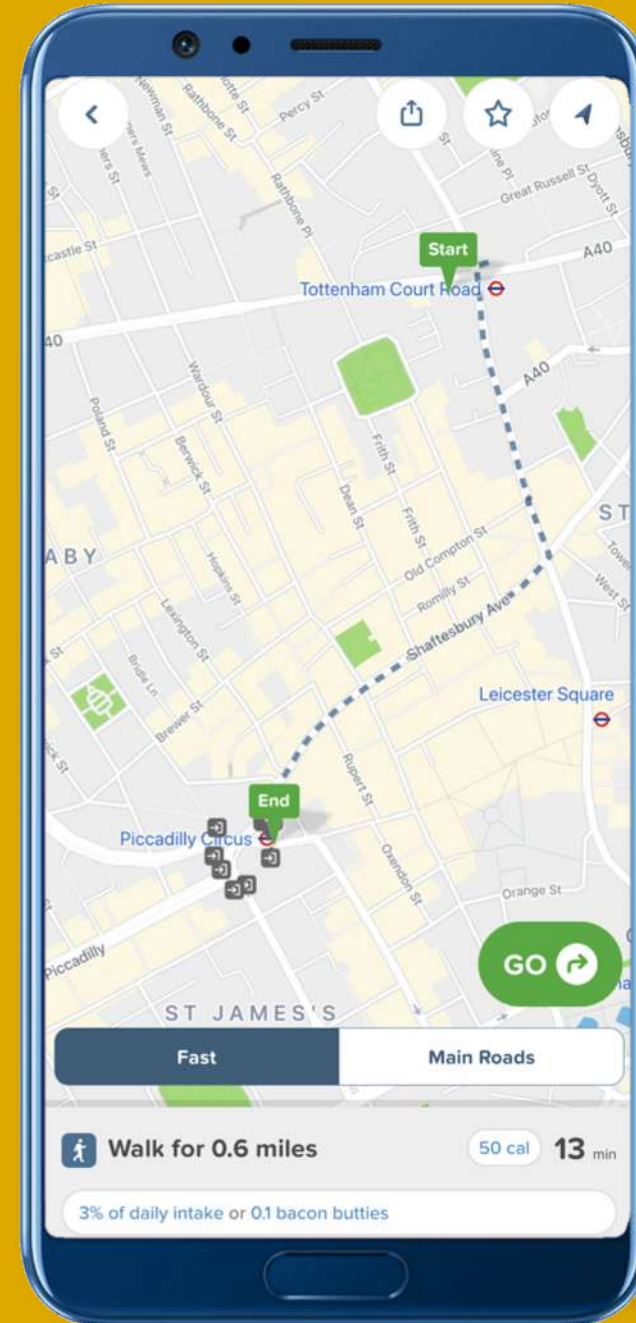 Newman St
Rathbone St
Percy St
Rathbone Pl
Great Russell St
Dyott St
Start
A40
Tottenham Court Road
A40
Wardour St
Poland St
Berwick St
Frith St
Dean St
Frith St
Hopkins St
Old Compton St
ST
ABY
Romilly St
West St
Lexington St
Shaftesbury Ave
Bridle Ln.
Leicester Square
Brewer St
Rupert St
End
Piccadilly Circus
Oxendon St
Orange St
Piccadilly
GO
ST JAMES'S
Fast
Main Roads
Walk for 0.6 miles
50 cal
13 min
3% of daily intake or 0.1 bacon butties